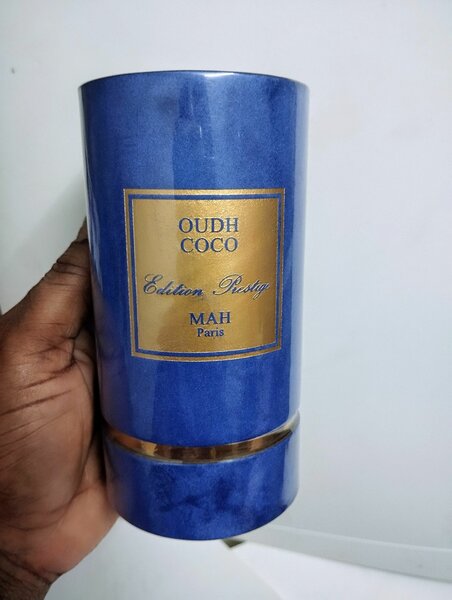 OUDH
COCO
Edition Prestige
MAH
Paris